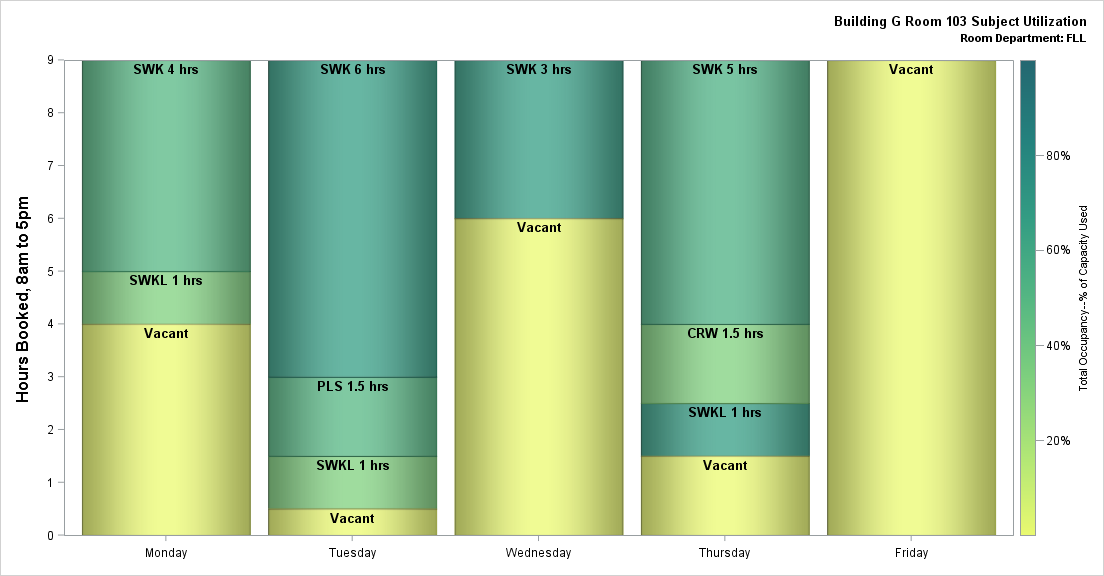 Building G Room 103 Subject Utilization
Room Department: FLL
Hours Booked, 8am to 5pm
9
8
7
6
5
4
3
2
1
0
SWK 4 hrs
SWKL 1 hrs
Vacant
SWK 6 hrs
PLS 1.5 hrs
SWKL 1 hrs
Vacant
SWK 3 hrs
Vacant
SWK 5 hrs
CRW 1.5 hrs
SWKL 1 hrs
Vacant
Vacant
Monday
Tuesday
Wednesday
Thursday
Friday
80%
60%
40%
20%
Total Occupancy--% of Capacity Used